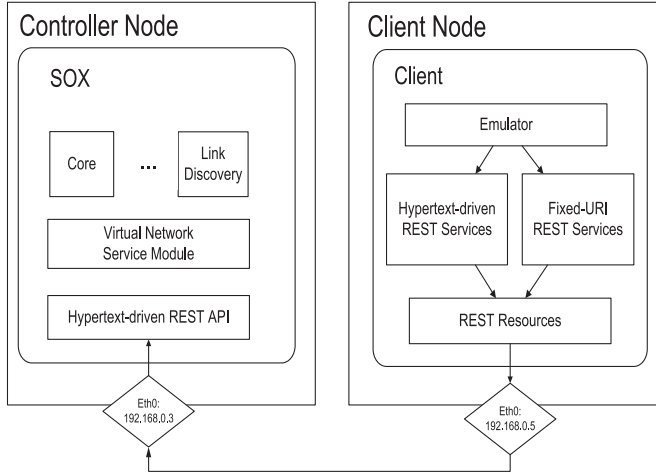 Controller Node
SOX
Core
...
Link
Discovery
Virtual Network
Service Module
Hypertext-driven REST API
Eth0:
192.168.0.3
Client Node
Client
Emulator
Hypertext-driven
REST Services
Fixed-URI
REST Services
REST Resources
Eth0:
192.168.0.5